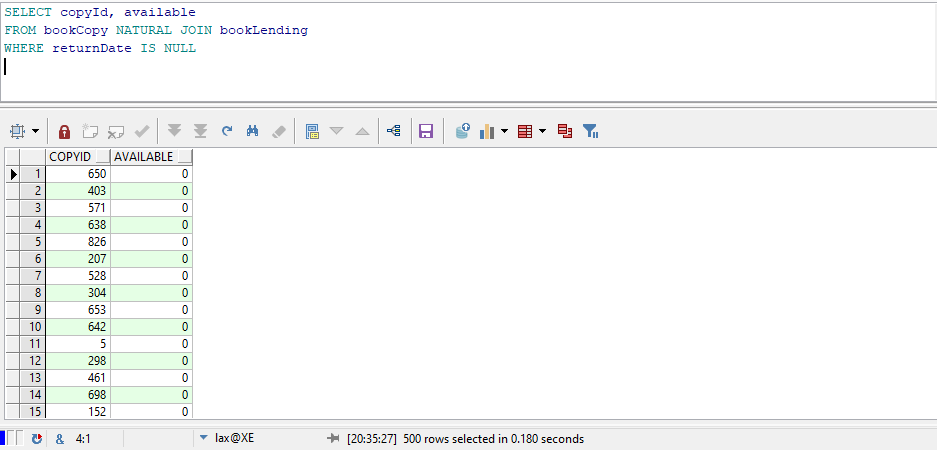 SELECT copyId, available
FROM bookCopy NATURAL JOIN bookLending
WHERE returnDate IS NULL
COPYID AVAILABLE
1 650 0
2 403 0
3 571 0
4 638 0
5 826 0
6 207 0
7 528 0
8 304 0
9 653 0
10 642 0
11 5 0
12 298 0
13 461 0
14 698 0
15 152 0
& 4:1 lax@XE [20:35:27] 500 rows selected in 0.180 seconds